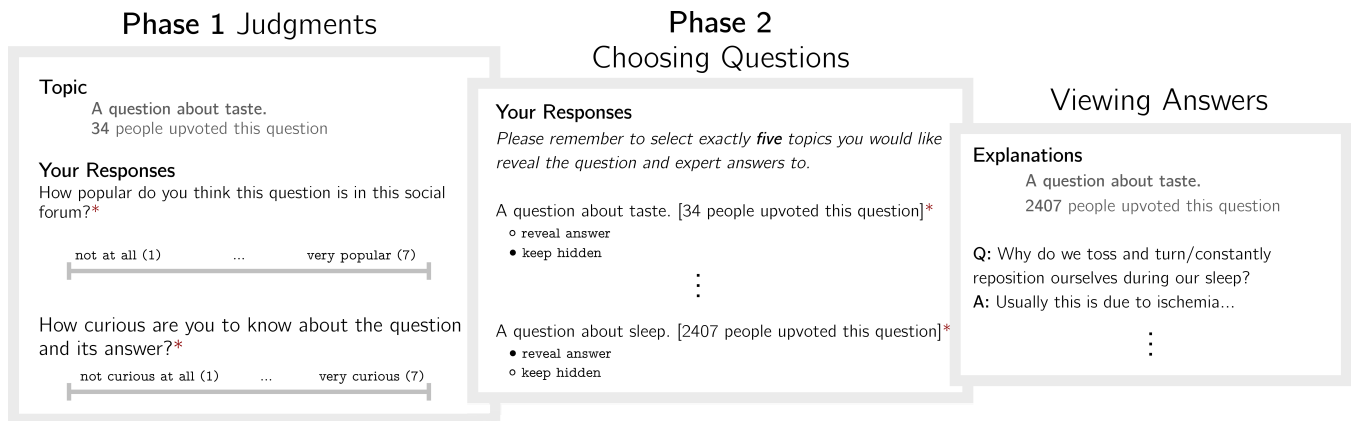 Phase 1 Judgments
Topic
A question about taste.
34 people upvoted this question
Your Responses
How popular do you think this question is in this social
forum?*
not at all (1) ... very popular (7)
How curious are you to know about the question
and its answer?*
not curious at all (1) ... very curious (7)
Phase 2
Choosing Questions
Your Responses
Please remember to select exactly five topics you would like
reveal the question and expert answers to.
A question about taste. [34 people upvoted this question]*
reveal answer
keep hidden
⋮
A question about sleep. [2407 people upvoted this question]*
reveal answer
keep hidden
Viewing Answers
Explanations
A question about taste.
2407 people upvoted this question
Q: Why do we toss and turn/constantly
reposition ourselves during our sleep?
A: Usually this is due to ischemia...
⋮